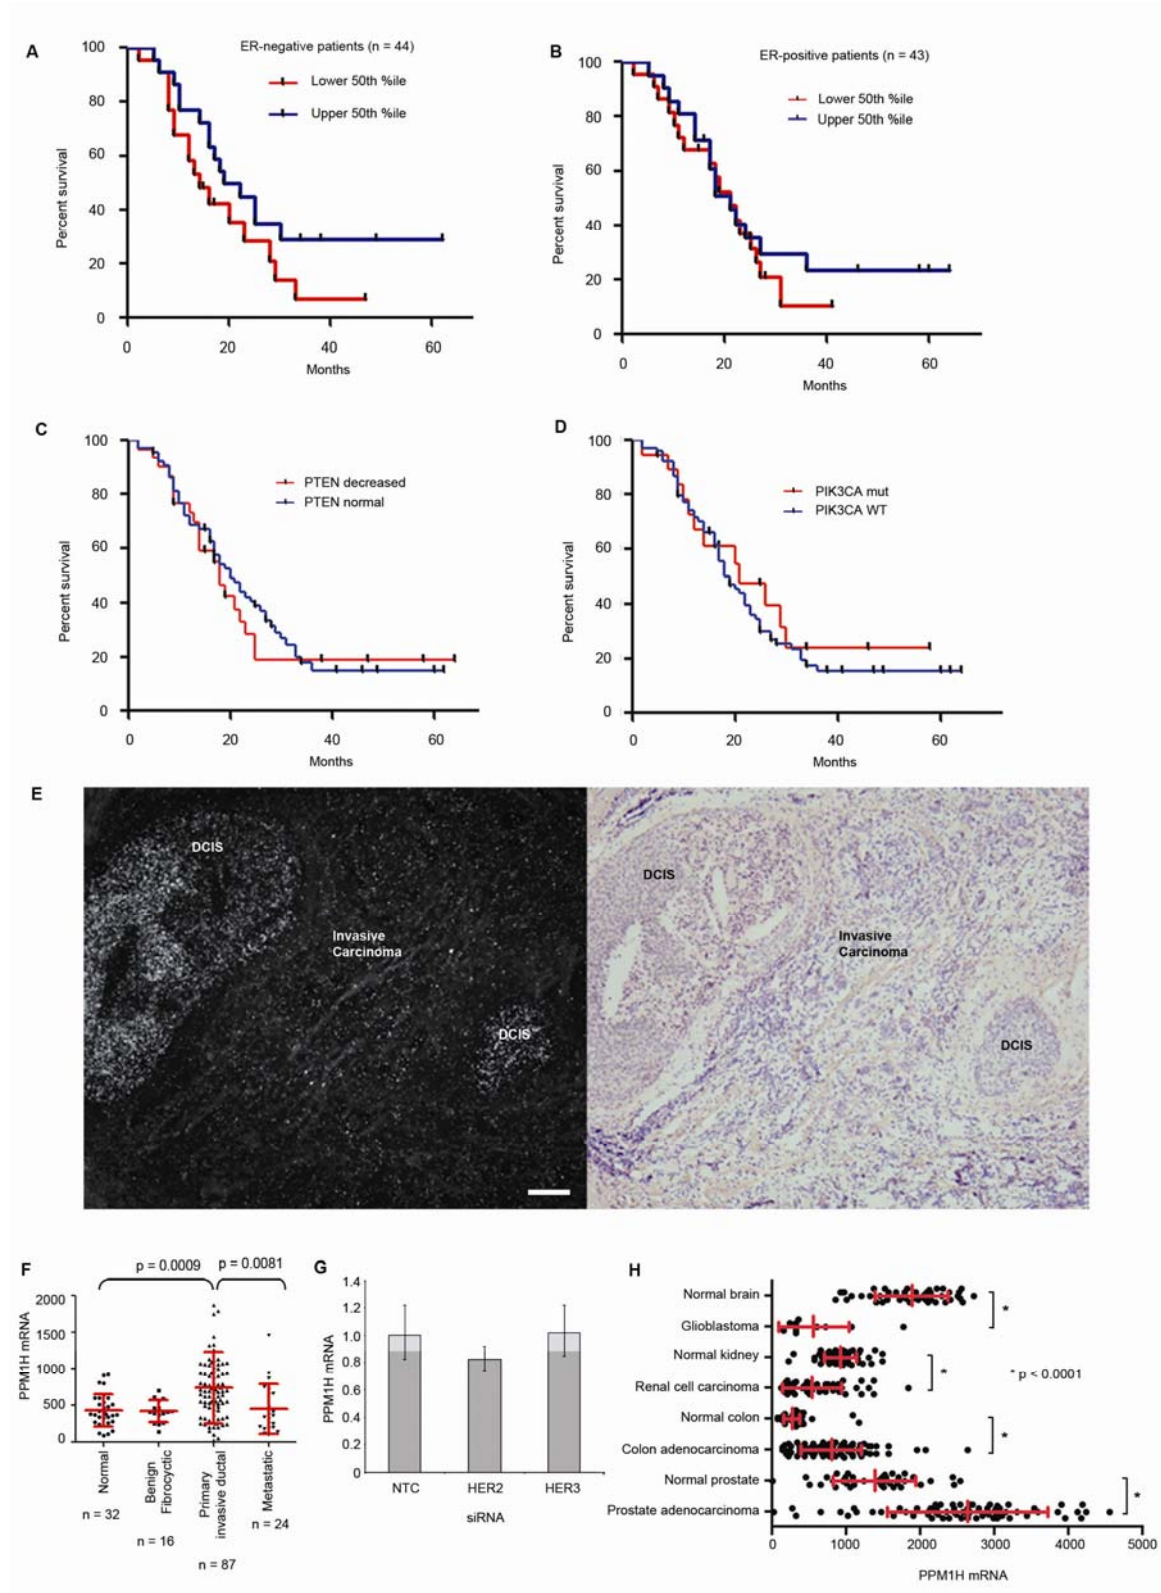 A
ER-negative patients (n = 44)
Lower 50th %ile
Upper 50th %ile
Percent survival
100
80
60
40
20
0
0 20 40 60
Months
B
ER-positive patients (n = 43)
Lower 50th %ile
Upper 50th %ile
Percent survival
100
80
60
40
20
0
0 20 40 60
Months
C
PTEN decreased
PTEN normal
Percent survival
100
80
60
40
20
0
0 20 40 60
Months
D
PIK3CA mut
PIK3CA WT
Percent survival
100
80
60
40
20
0
0 20 40 60
Months
E
DCIS
Invasive
Carcinoma
DCIS
DCIS
Invasive
Carcinoma
DCIS
F
p = 0.0009 p = 0.0081
PPM1H mRNA
2000
1500
1000
500
0
Normal
Benign
Fibrocyctic
Primary
invasive ductal
Metastatic
n = 32
n = 16
n = 87
n = 24
G
PPM1H mRNA
1.4
1.2
1.0
0.8
0.6
0.4
0.2
0
NTC HER2 HER3
siRNA
H
Normal brain
Glioblastoma
Normal kidney
Renal cell carcinoma
Normal colon
Colon adenocarcinoma
Normal prostate
Prostate adenocarcinoma
*
*
*
*
* p < 0.0001
0 1000 2000 3000 4000 5000
PPM1H mRNA